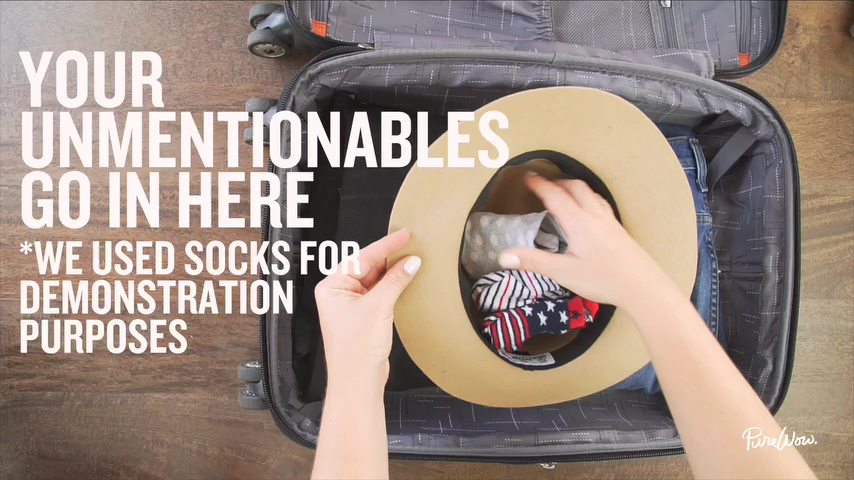 YOUR
UNMENTIONABLES
GO IN HERE
*WE USED SOCKS FOR
DEMONSTRATION
PURPOSES
PureWow.